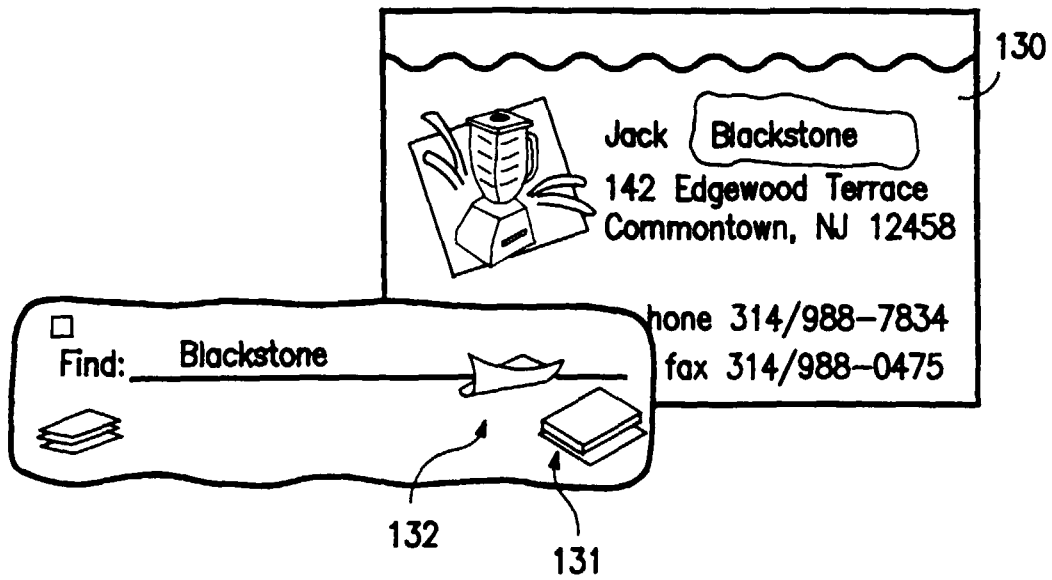 130
Jack Blackstone
142 Edgewood Terrace
Commontown, NJ 12458
hone 314/988-7834
fax 314/988-0475
Find: Blackstone
132
131